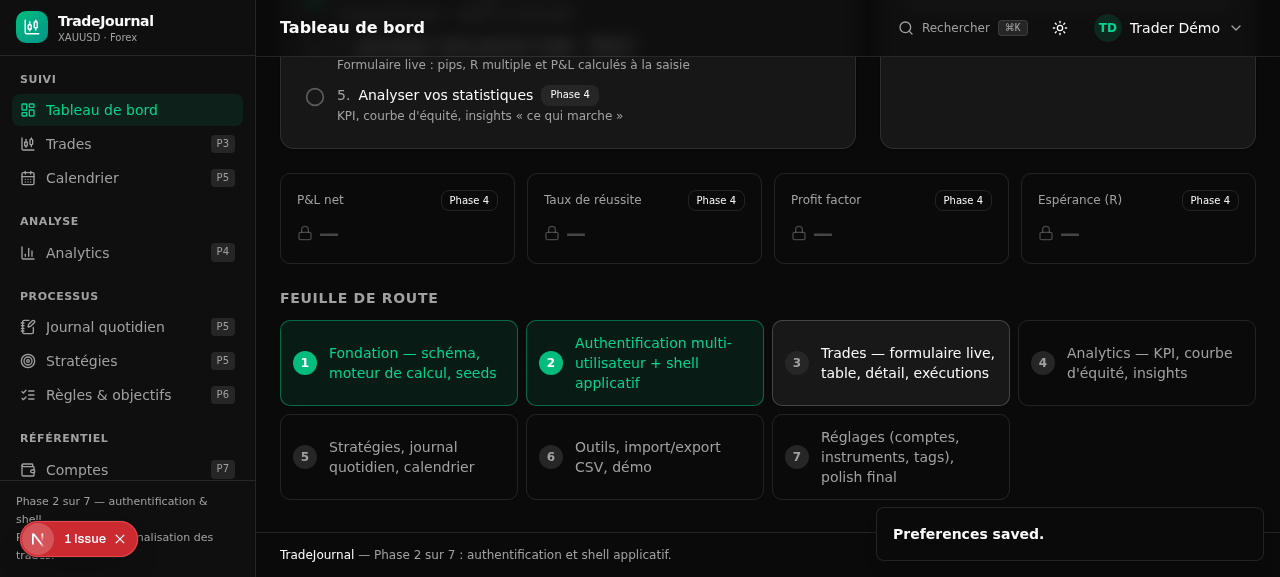 TradeJournal
XAUUSD · Forex
SUIVI
Tableau de bord
Trades P3
Calendrier P5
ANALYSE
Analytics P4
PROCESSUS
Journal quotidien P5
Stratégies P5
Règles & objectifs P6
RÉFÉRENTIEL
Comptes P7
Phase 2 sur 7 — authentification &
shell
nalisation des
1 Issue
Tableau de bord
Rechercher ⌘K
TD Trader Démo
Formulaire live : pips, R multiple et P&L calculés à la saisie
5. Analyser vos statistiques Phase 4
KPI, courbe d'équité, insights « ce qui marche »
P&L net Phase 4
—
Taux de réussite Phase 4
—
Profit factor Phase 4
—
Espérance (R) Phase 4
—
FEUILLE DE ROUTE
1 Fondation — schéma,
moteur de calcul, seeds
2 Authentification multi-
utilisateur + shell
applicatif
3 Trades — formulaire live,
table, détail, exécutions
4 Analytics — KPI, courbe
d'équité, insights
5 Stratégies, journal
quotidien, calendrier
6 Outils, import/export
CSV, démo
7 Réglages (comptes,
instruments, tags),
polish final
TradeJournal — Phase 2 sur 7 : authentification et shell applicatif.
Preferences saved.